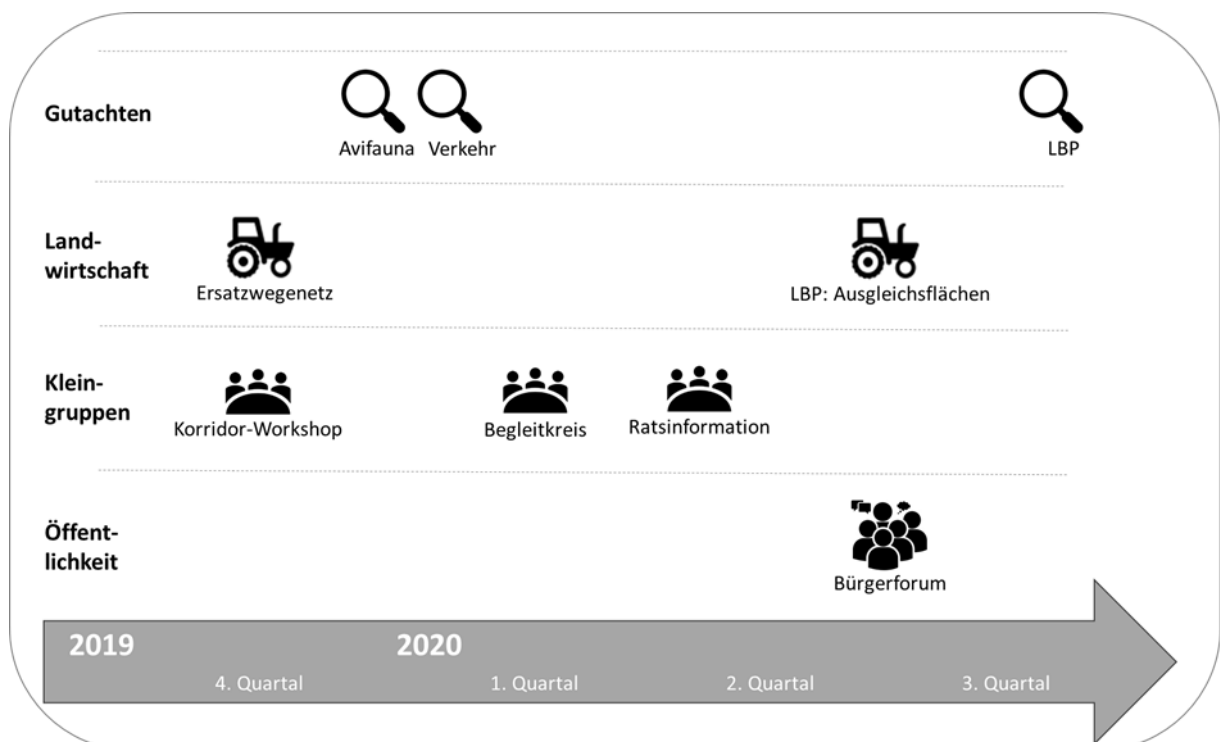 Gutachten
Avifauna
Verkehr
LBP
Land-
wirtschaft
Ersatzwegenetz
LBP: Ausgleichsflächen
Klein-
gruppen
Korridor-Workshop
Begleitkreis
Ratsinformation
Öffent-
lichkeit
Bürgerforum
2019
2020
4. Quartal
1. Quartal
2. Quartal
3. Quartal